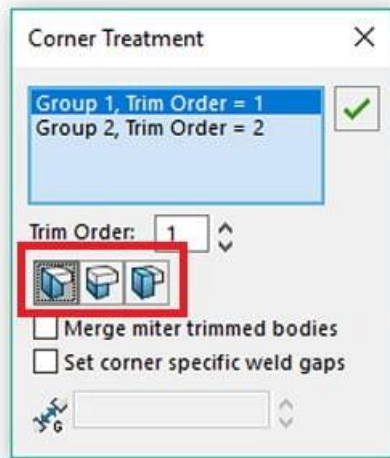 Corner Treatment
Group 1, Trim Order = 1
Group 2, Trim Order = 2
Trim Order: 1
Merge miter trimmed bodies
Set corner specific weld gaps
G